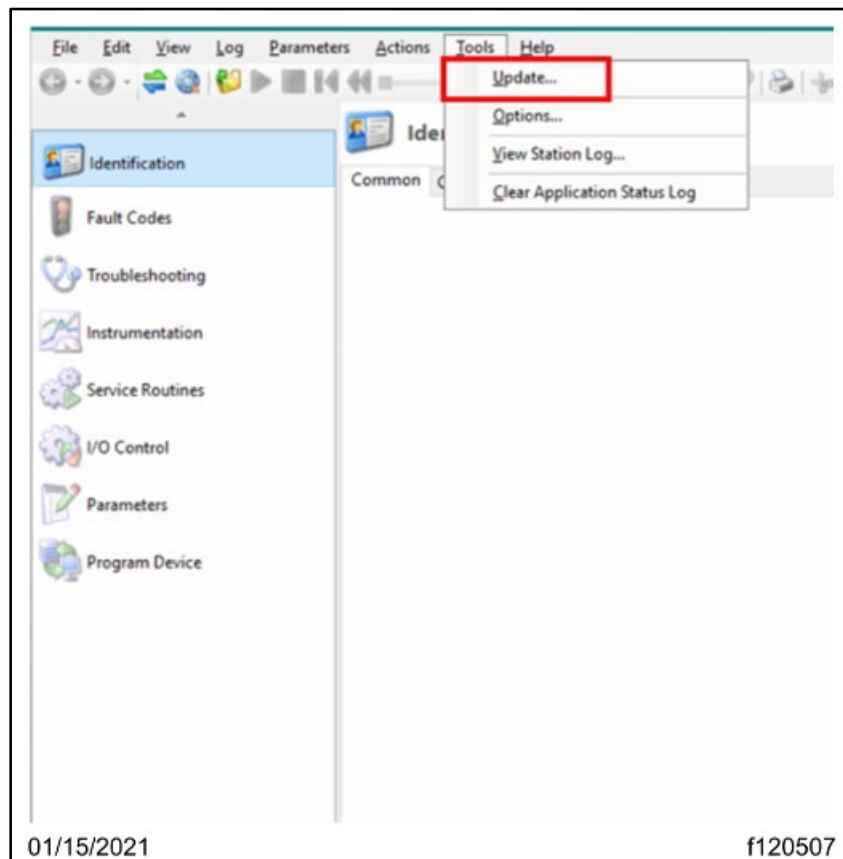 File Edit View Log Parameters Actions Tools Help
Update...
Options...
View Station Log...
Clear Application Status Log
Identification
Fault Codes
Troubleshooting
Instrumentation
Service Routines
I/O Control
Parameters
Program Device
Common
01/15/2021 f120507